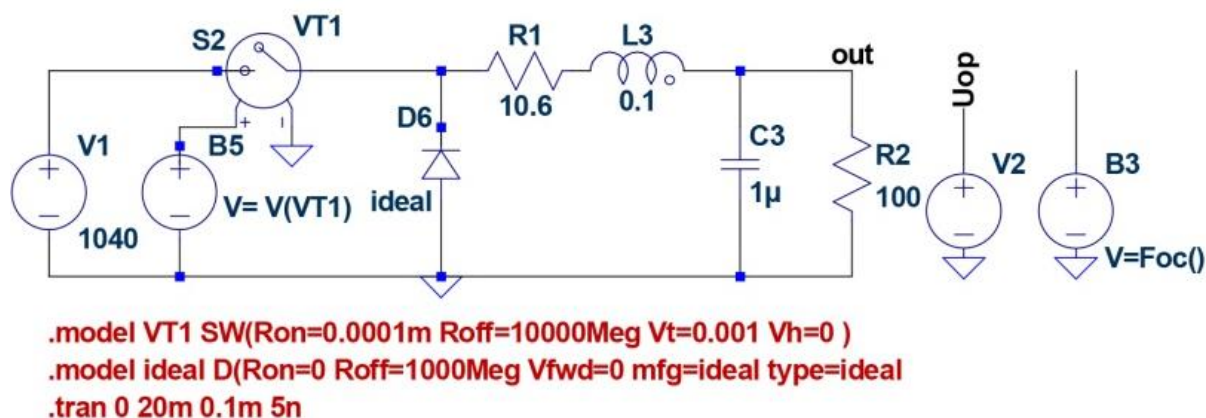 S2
VT1
R1
L3
out
Uop
10.6
0.1
D6
C3
V1
B5
R2
V2
B3
1µ
100
ideal
V= V(VT1)
1040
V=Foc()
.model VT1 SW(Ron=0.0001m Roff=10000Meg Vt=0.001 Vh=0 )
.model ideal D(Ron=0 Roff=1000Meg Vfwd=0 mfg=ideal type=ideal
.tran 0 20m 0.1m 5n